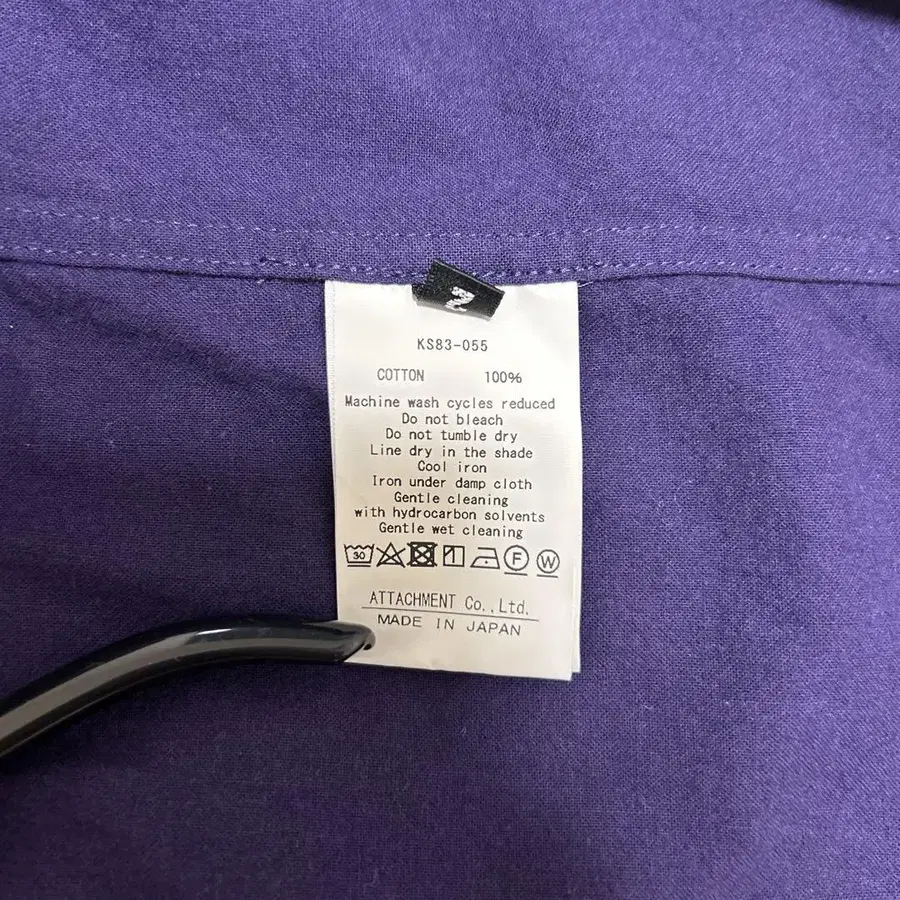 2
KS83-055
COTTON 100%
Machine wash cycles reduced
Do not bleach
Do not tumble dry
Line dry in the shade
Cool iron
Iron under damp cloth
Gentle cleaning
with hydrocarbon solvents
Gentle wet cleaning
30 F W
ATTACHMENT Co.,Ltd.
MADE IN JAPAN